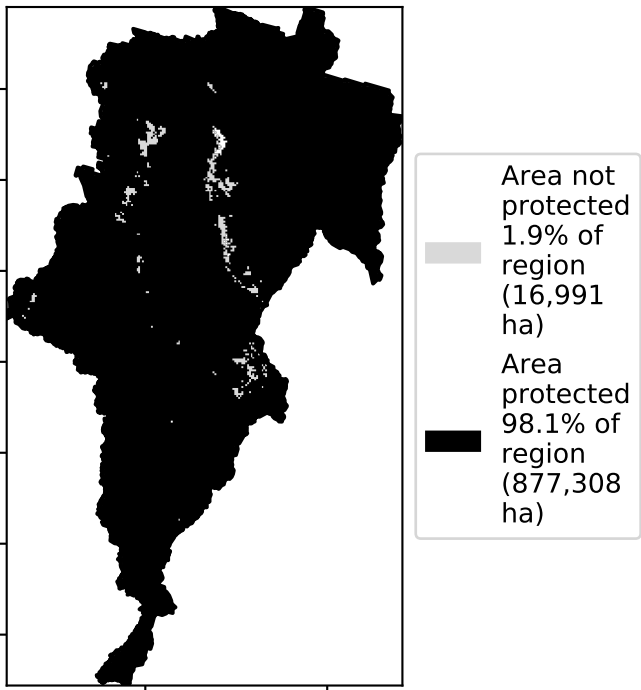 Area not
protected
1.9% of
region
(16,991
ha)
Area
protected
98.1% of
region
(877,308
ha)